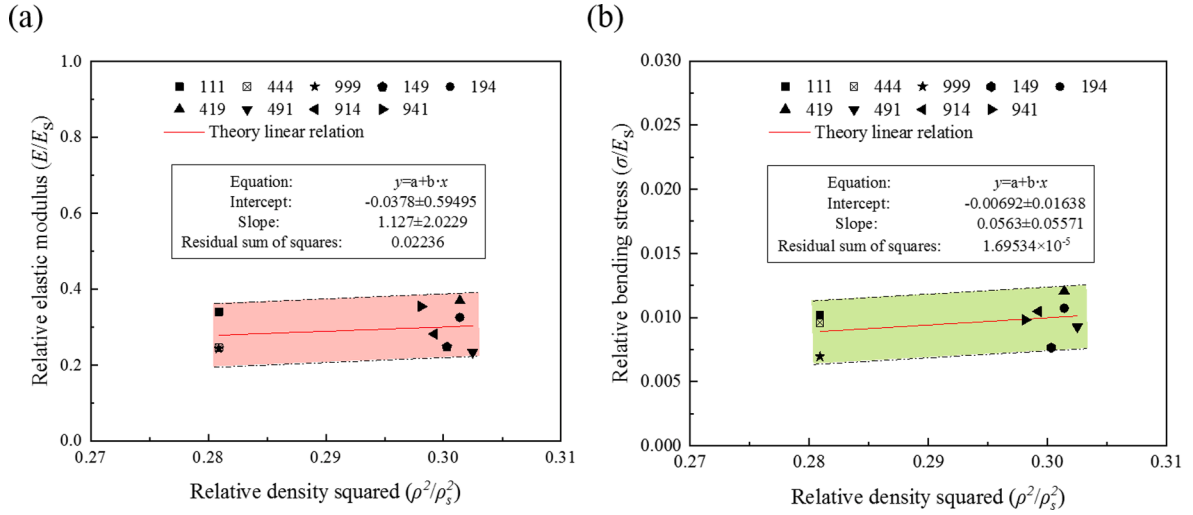 (a)
1.0
0.8
0.6
0.4
0.2
0.0
0.27
0.28
0.29
0.30
0.31
Relative elastic modulus (E/Es)
Relative density squared (ρ²/ρs²)
111 444 999 149 194
419 491 914 941
Theory linear relation
Equation: y=a+b·x
Intercept: -0.0378±0.59495
Slope: 1.127±2.0229
Residual sum of squares: 0.02236
(b)
0.030
0.025
0.020
0.015
0.010
0.005
0.000
0.27
0.28
0.29
0.30
0.31
Relative bending stress (σ/Es)
Relative density squared (ρ²/ρs²)
111 444 999 149 194
419 491 914 941
Theory linear relation
Equation: y=a+b·x
Intercept: -0.00692±0.01638
Slope: 0.0563±0.05571
Residual sum of squares: 1.69534×10⁻⁵